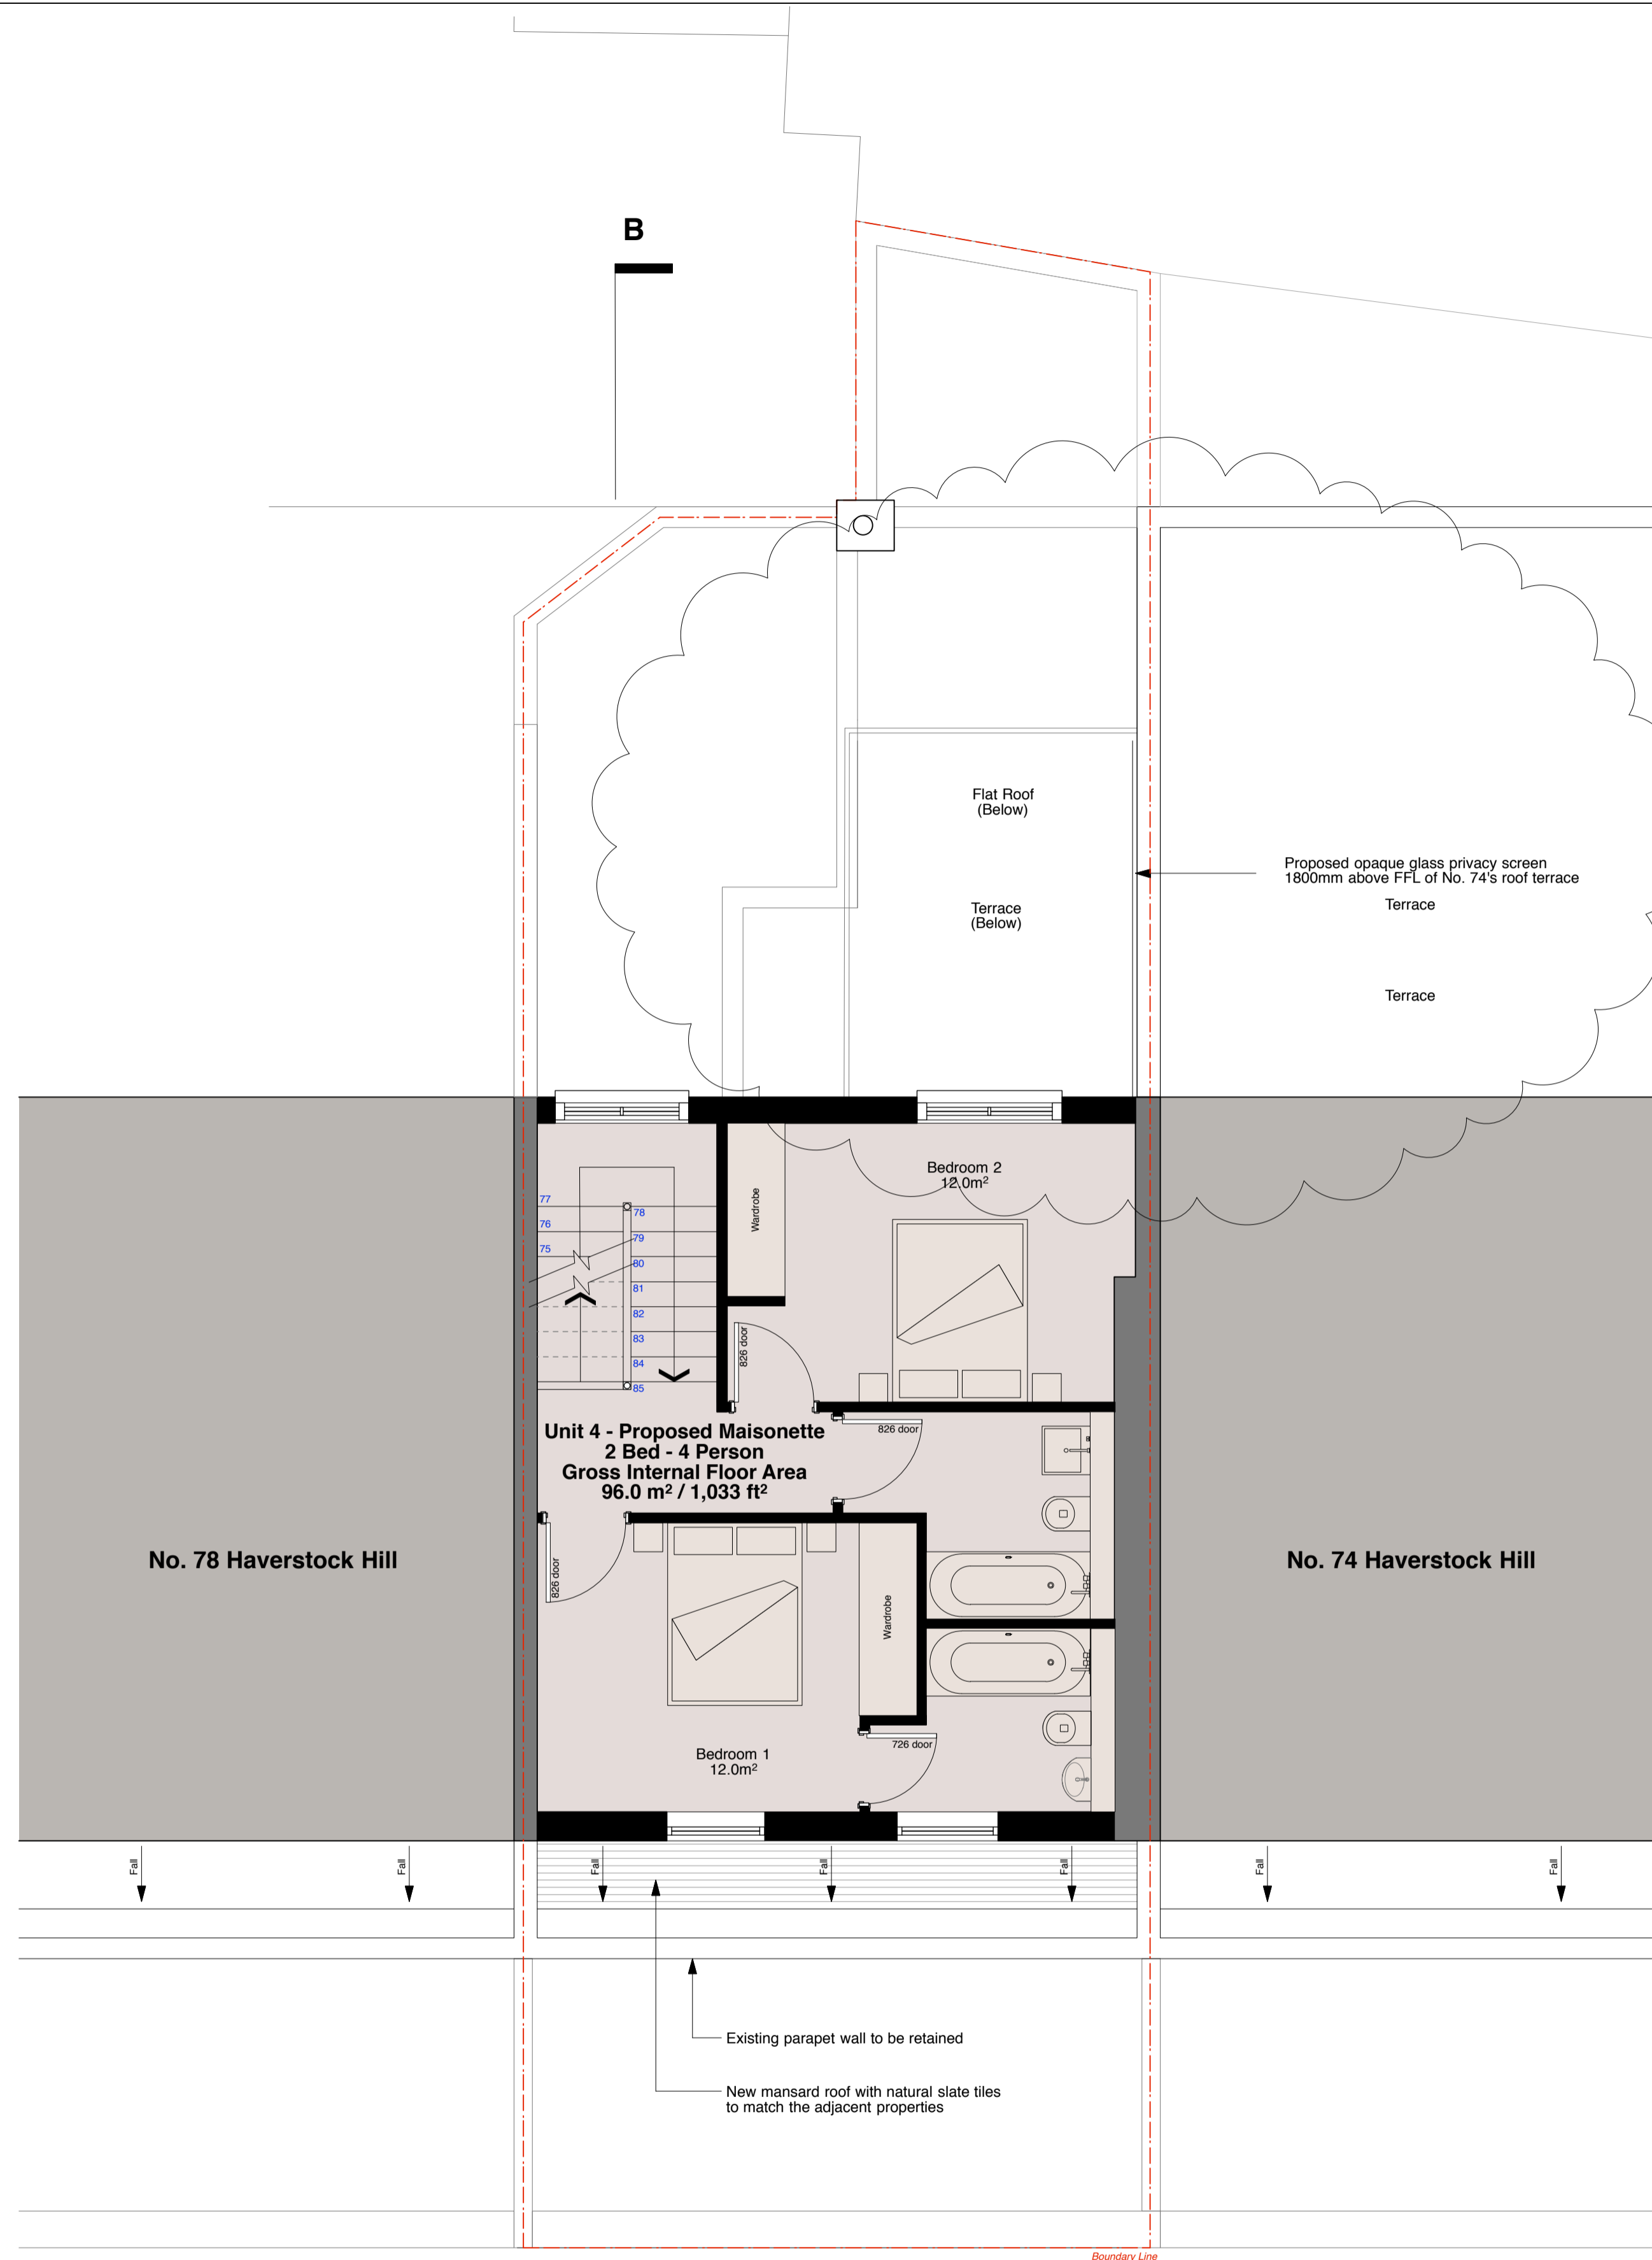 B
Flat Roof
(Below)
Terrace
(Below)
Proposed opaque glass privacy screen
1800mm above FFL of No. 74's roof terrace
Terrace
Terrace
Bedroom 2
12.0m²
Wardrobe
77
76
75
78
79
80
81
82
83
84
85
826 door
826 door
Unit 4 - Proposed Maisonette
2 Bed - 4 Person
Gross Internal Floor Area
96.0 m² / 1,033 ft²
No. 78 Haverstock Hill
No. 74 Haverstock Hill
826 door
Wardrobe
726 door
Bedroom 1
12.0m²
Fall
Fall
Fall
Fall
Fall
Fall
Fall
Existing parapet wall to be retained
New mansard roof with natural slate tiles
to match the adjacent properties
Boundary Line